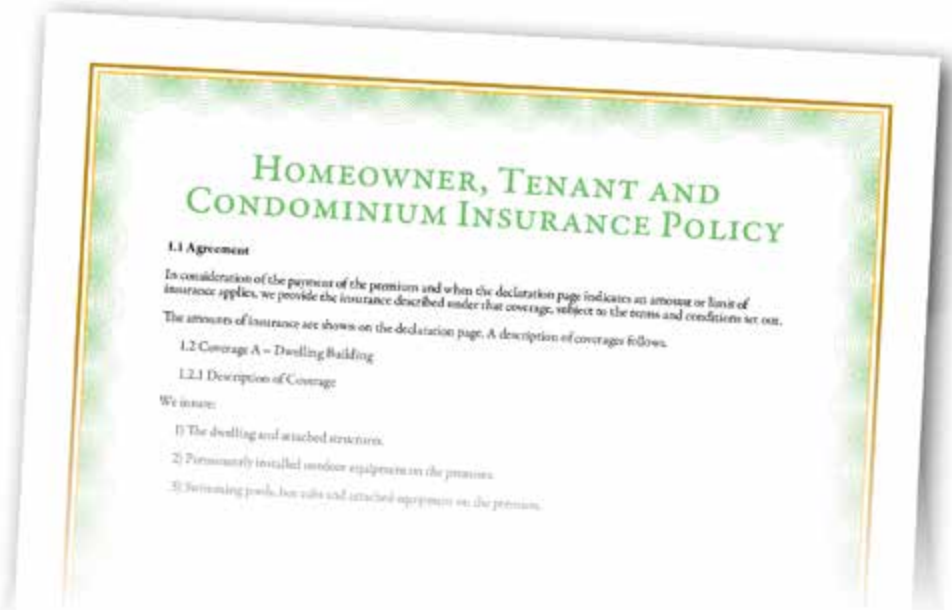 Homeowner, Tenant and
Condominium Insurance Policy
1.1 Agreement
In consideration of the payment of the premium and when the declaration page indicates an amount or limit of
insurance applies, we provide the insurance described under that coverage, subject to the terms and conditions set out.
The amounts of insurance are shown on the declaration page. A description of coverages follows.
1.2 Coverage A – Dwelling Building
1.2.1 Description of Coverage
We insure:
1) The dwelling and attached structures.
2) Permanently installed outdoor equipment on the premises.
3) Swimming pools, hot tubs and attached equipment on the premises.